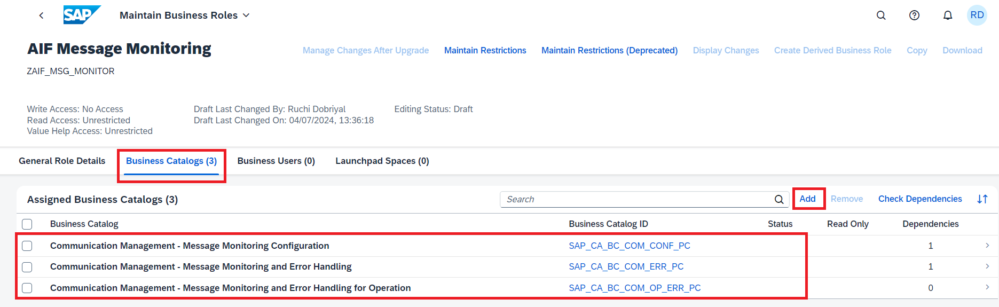 SAP Maintain Business Roles RD
AIF Message Monitoring
Manage Changes After Upgrade Maintain Restrictions Maintain Restrictions (Deprecated) Display Changes Create Derived Business Role Copy Download
ZAIF_MSG_MONITOR
Write Access: No Access Draft Last Changed By: Ruchi Dobriyal Editing Status: Draft
Read Access: Unrestricted Draft Last Changed On: 04/07/2024, 13:36:18
Value Help Access: Unrestricted
General Role Details Business Catalogs (3) Business Users (0) Launchpad Spaces (0)
Assigned Business Catalogs (3) Search Add Remove Check Dependencies
Business Catalog Business Catalog ID Status Read Only Dependencies
Communication Management - Message Monitoring Configuration SAP_CA_BC_COM_CONF_PC 1
Communication Management - Message Monitoring and Error Handling SAP_CA_BC_COM_ERR_PC 1
Communication Management - Message Monitoring and Error Handling for Operation SAP_CA_BC_COM_OP_ERR_PC 0